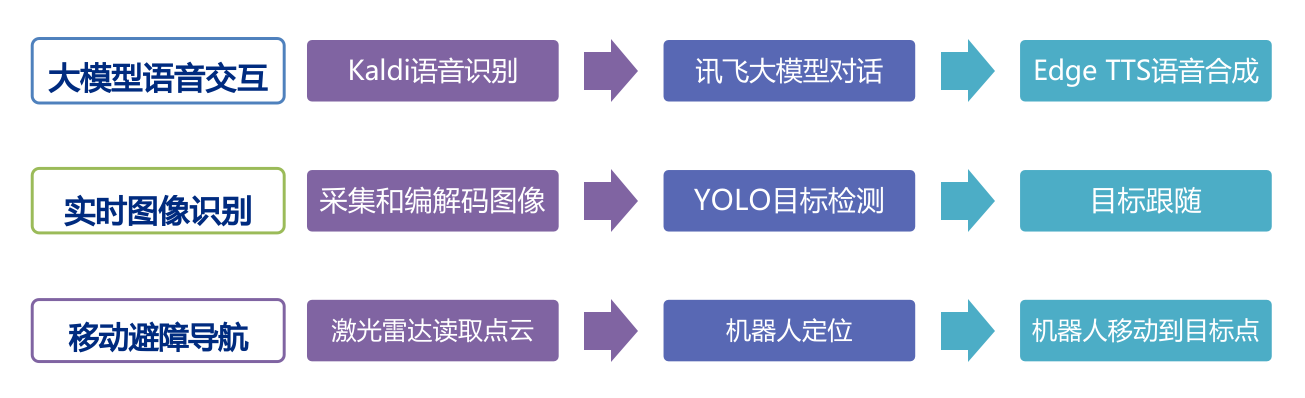 大模型语音交互
Kaldi语音识别
讯飞大模型对话
Edge TTS语音合成
实时图像识别
采集和编解码图像
YOLO目标检测
目标跟随
移动避障导航
激光雷达读取点云
机器人定位
机器人移动到目标点